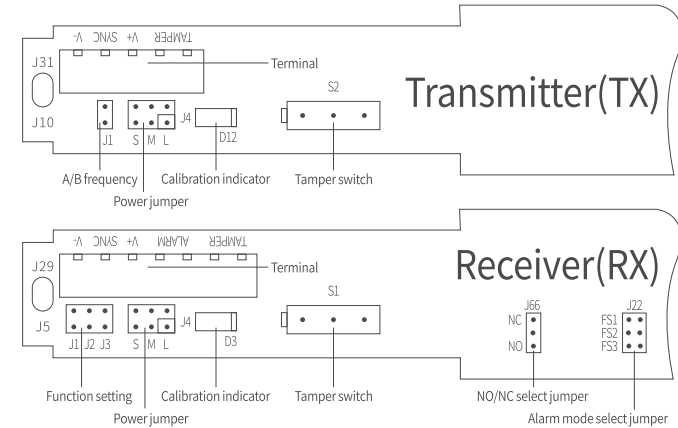 V- SYNC V+ TAMPER
J31
Terminal
S2
Transmitter(TX)
J10
J4
J1 S M L
D12
A/B frequency Calibration indicator Tamper switch
Power jumper
V- SYNC V+ ALARM TAMPER
Receiver(RX)
J29
Terminal
S1
J66 J22
NC FS1
J5
J4
FS2
J1 J2 J3 S M L
D3
NO FS3
Function setting Calibration indicator Tamper switch NO/NC select jumper
Power jumper Alarm mode select jumper